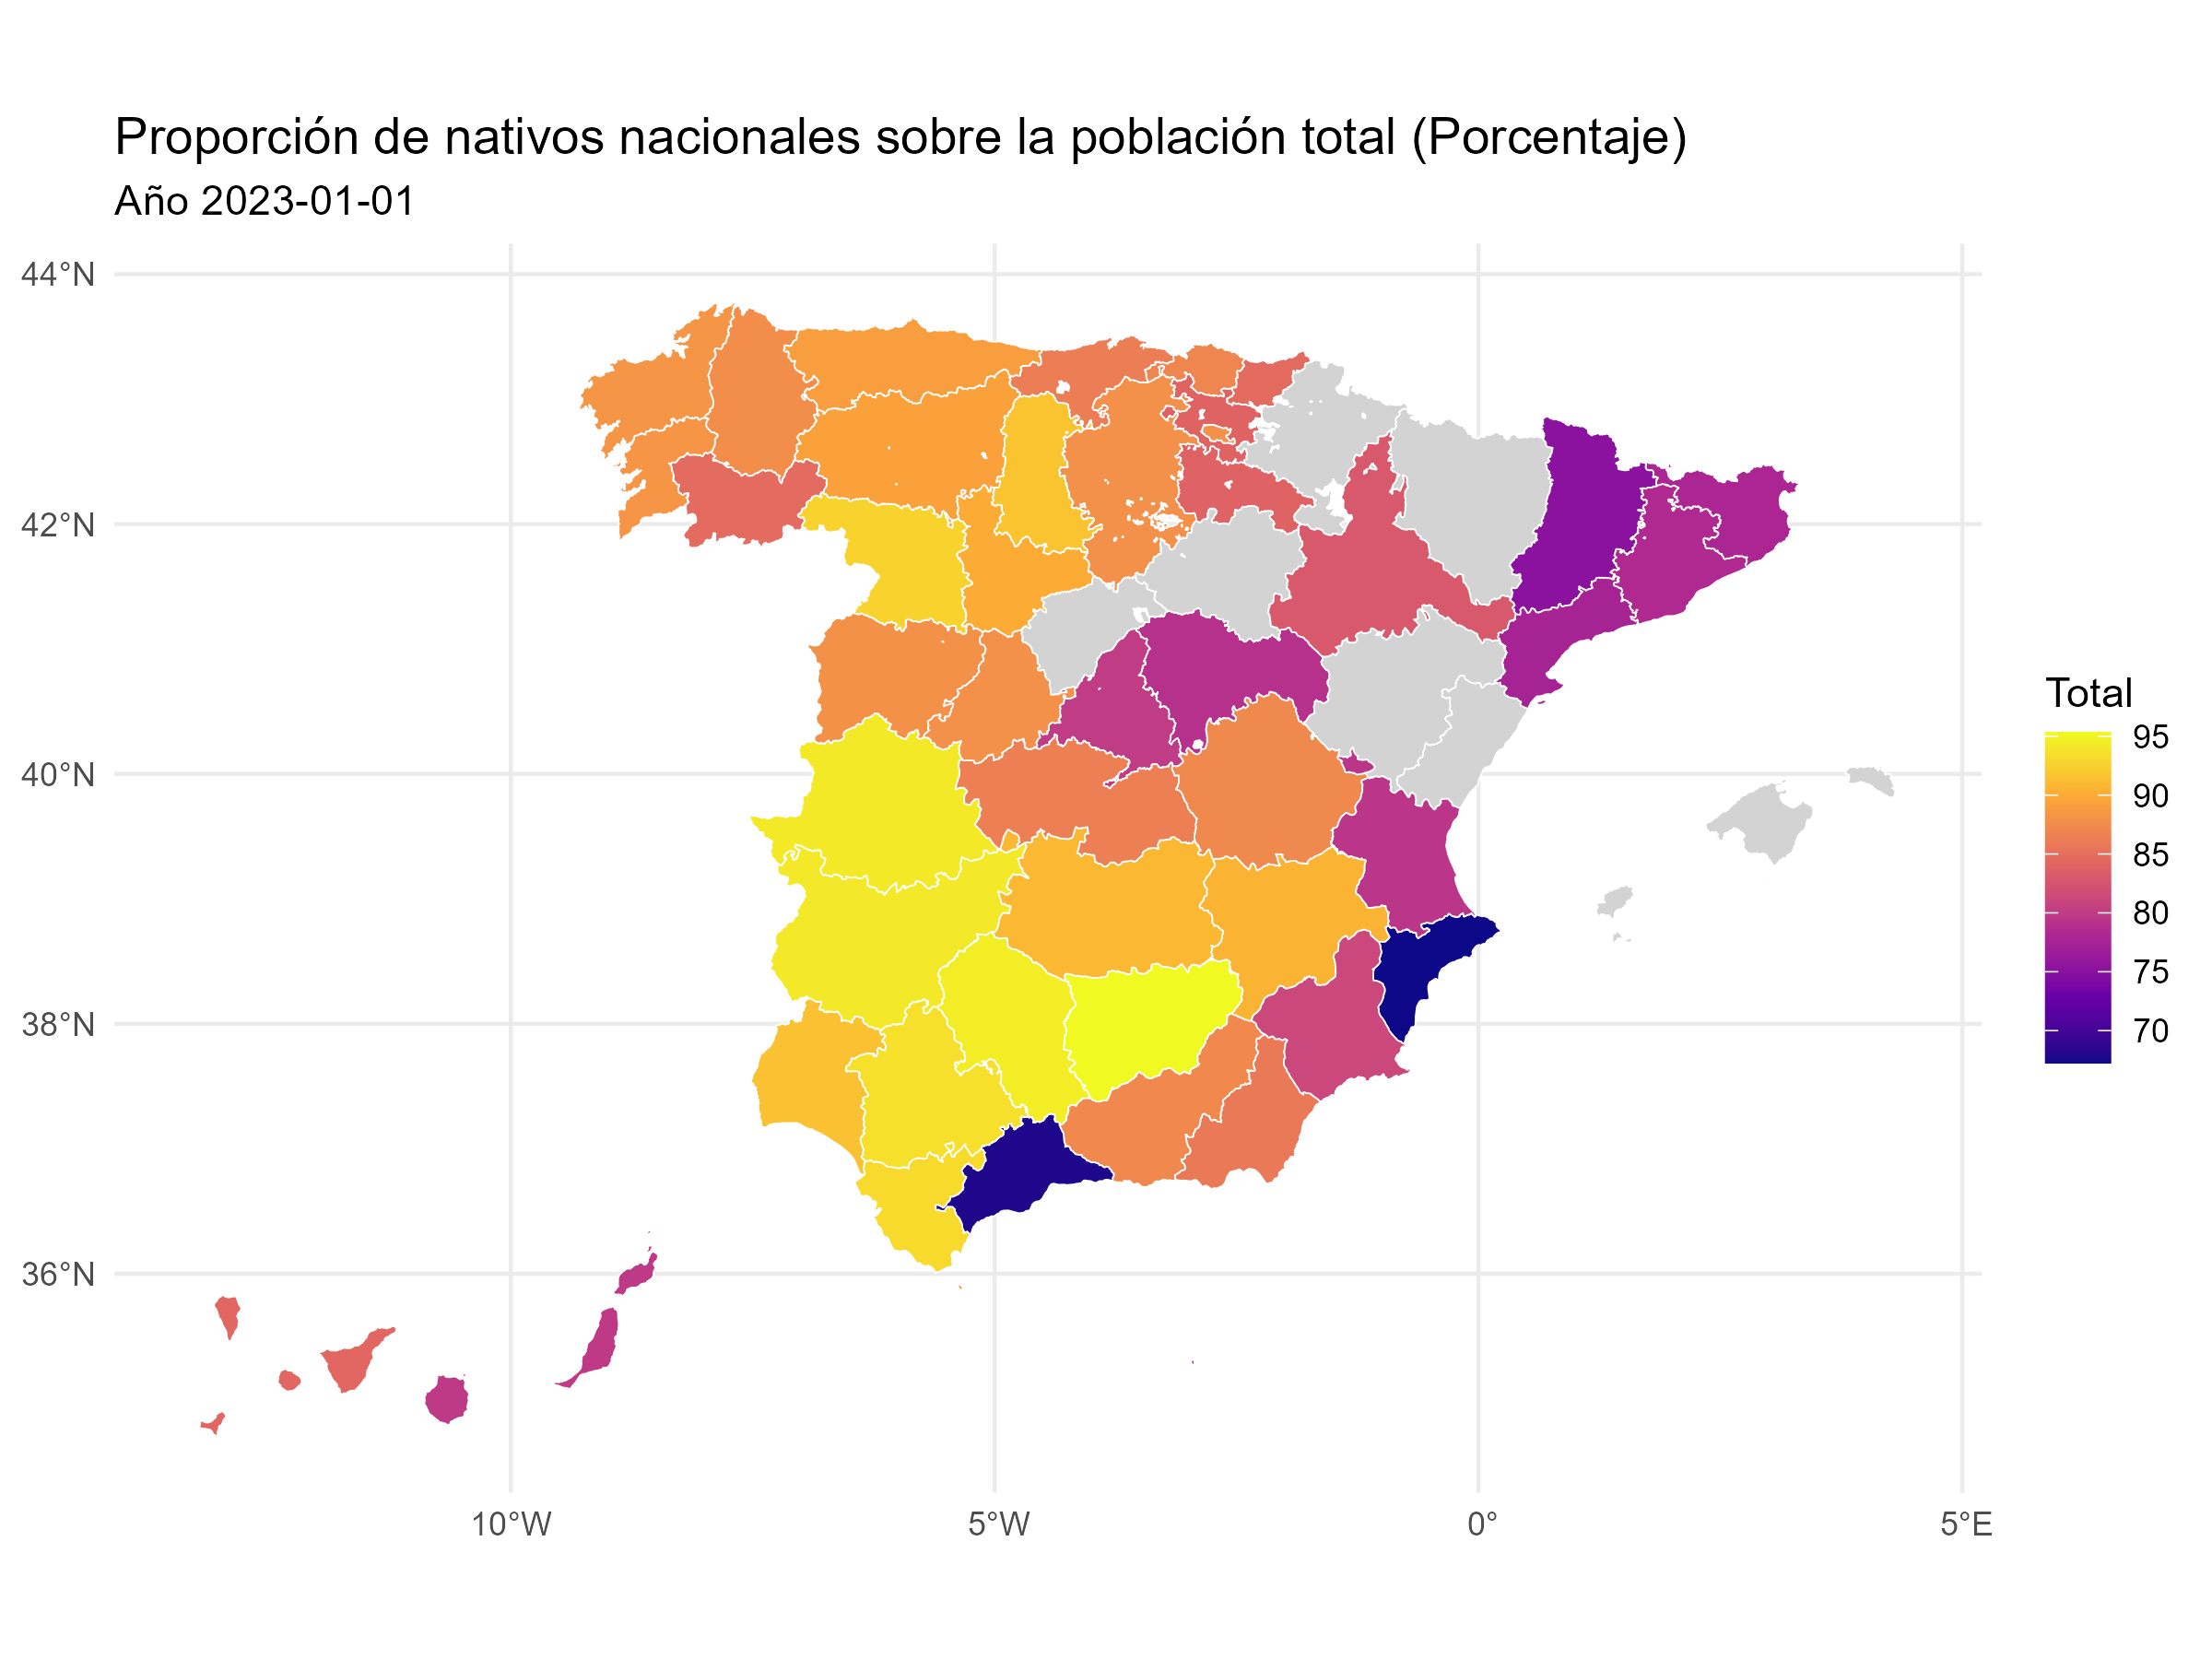 Proporción de nativos nacionales sobre la población total (Porcentaje)
Año 2023-01-01
44°N
42°N
40°N
38°N
36°N
10°W
5°W
0°
5°E
Total
95
90
85
80
75
70